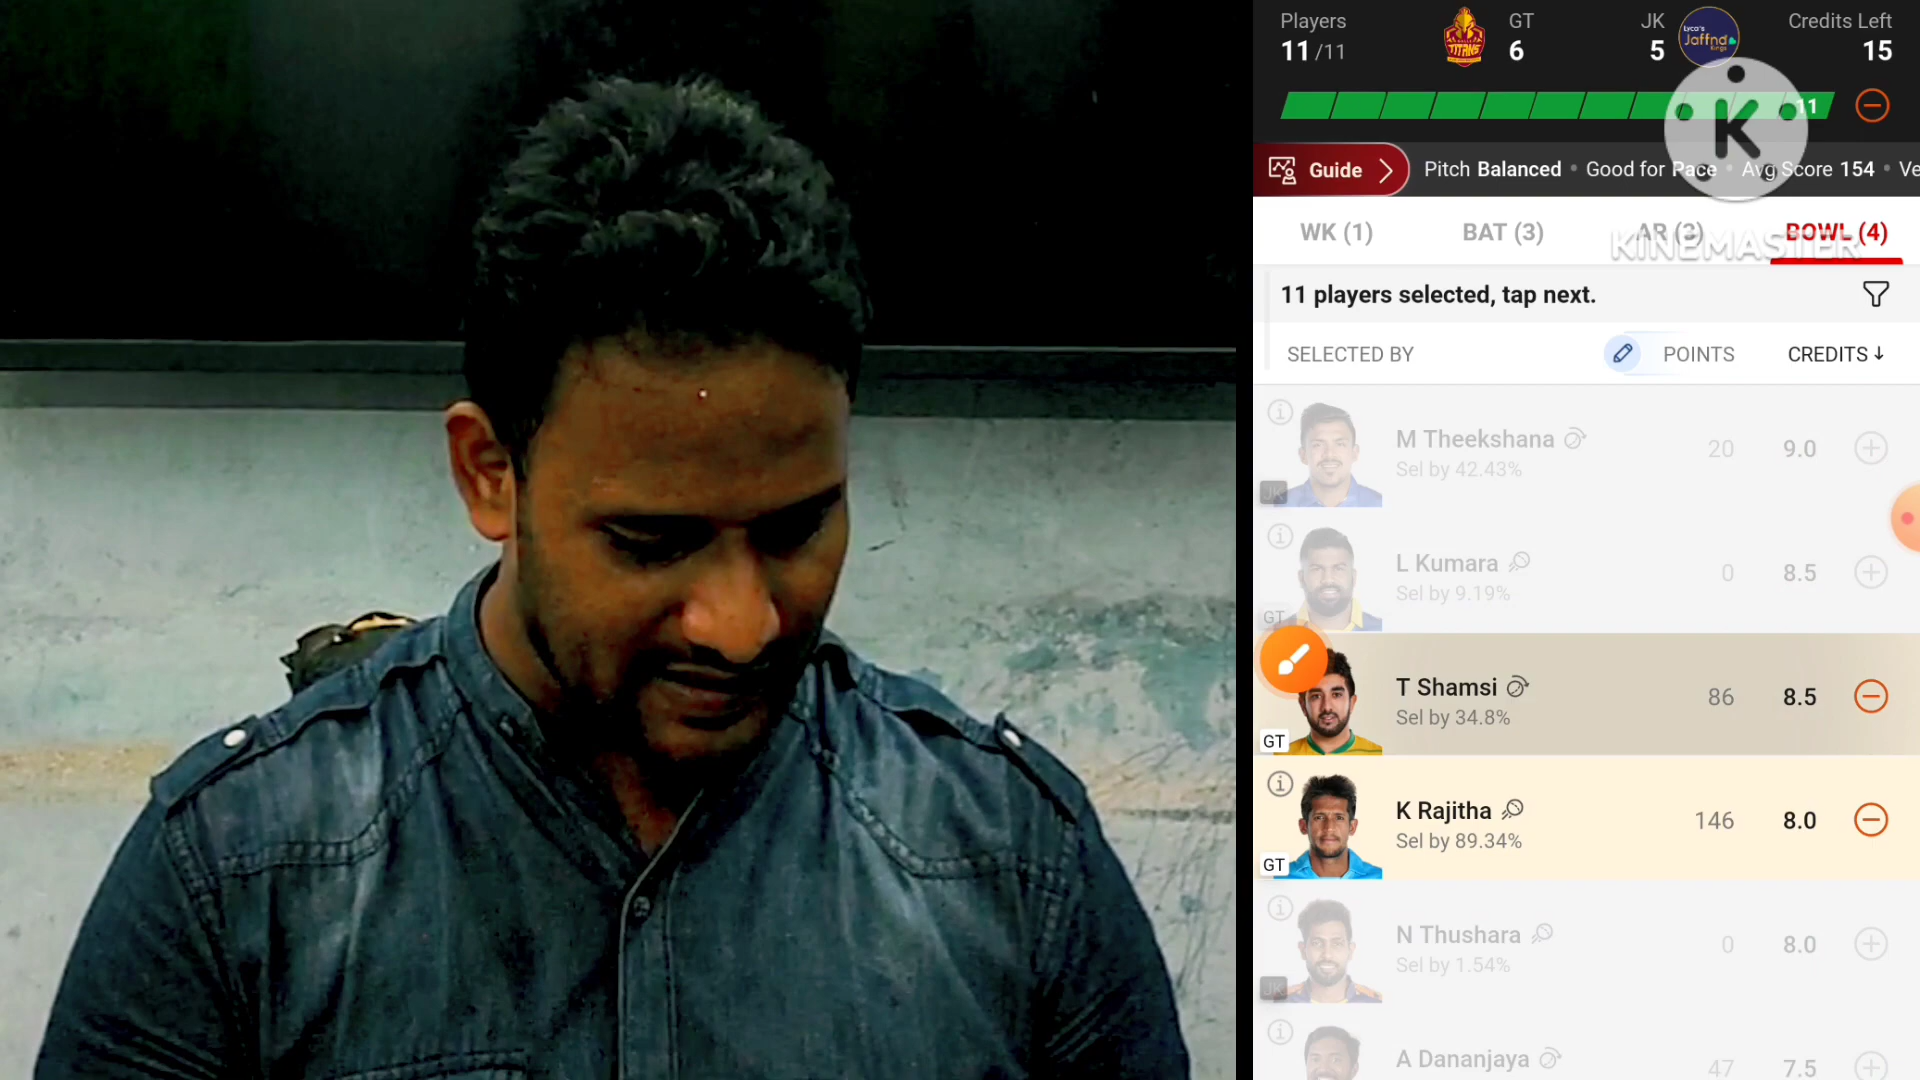 Players
11 /11
GT
6
JK
5
Lyca's
Jaffna
Kings
TITANS
Credits Left
15
11
K
Guide
Pitch Balanced • Good for Pace • Avg Score 154 • Ve
WK (1)
BAT (3)
AR (3)
BOWL (4)
KINEMASTER
11 players selected, tap next.
SELECTED BY
POINTS
CREDITS ↓
M Theekshana
Sel by 42.43%
20
9.0
JK
L Kumara
Sel by 9.19%
0
8.5
GT
T Shamsi
Sel by 34.8%
86
8.5
GT
K Rajitha
Sel by 89.34%
146
8.0
GT
N Thushara
Sel by 1.54%
0
8.0
JK
A Dananjaya
47
7.5